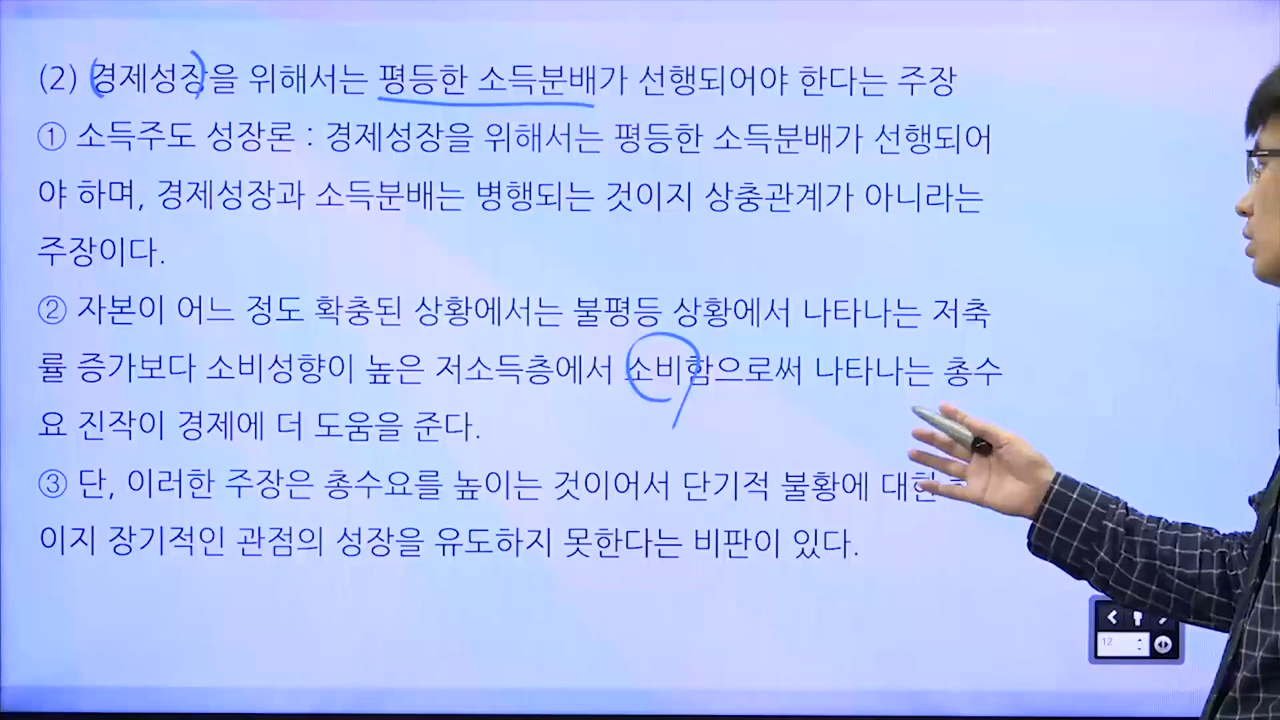 (2) 경제성장을 위해서는 평등한 소득분배가 선행되어야 한다는 주장
① 소득주도 성장론 : 경제성장을 위해서는 평등한 소득분배가 선행되어
야 하며, 경제성장과 소득분배는 병행되는 것이지 상충관계가 아니라는
주장이다.
② 자본이 어느 정도 확충된 상황에서는 불평등 상황에서 나타나는 저축
률 증가보다 소비성향이 높은 저소득층에서 소비함으로써 나타나는 총수
요 진작이 경제에 더 도움을 준다.
③ 단, 이러한 주장은 총수요를 높이는 것이어서 단기적 불황에 대한
이지 장기적인 관점의 성장을 유도하지 못한다는 비판이 있다.
12